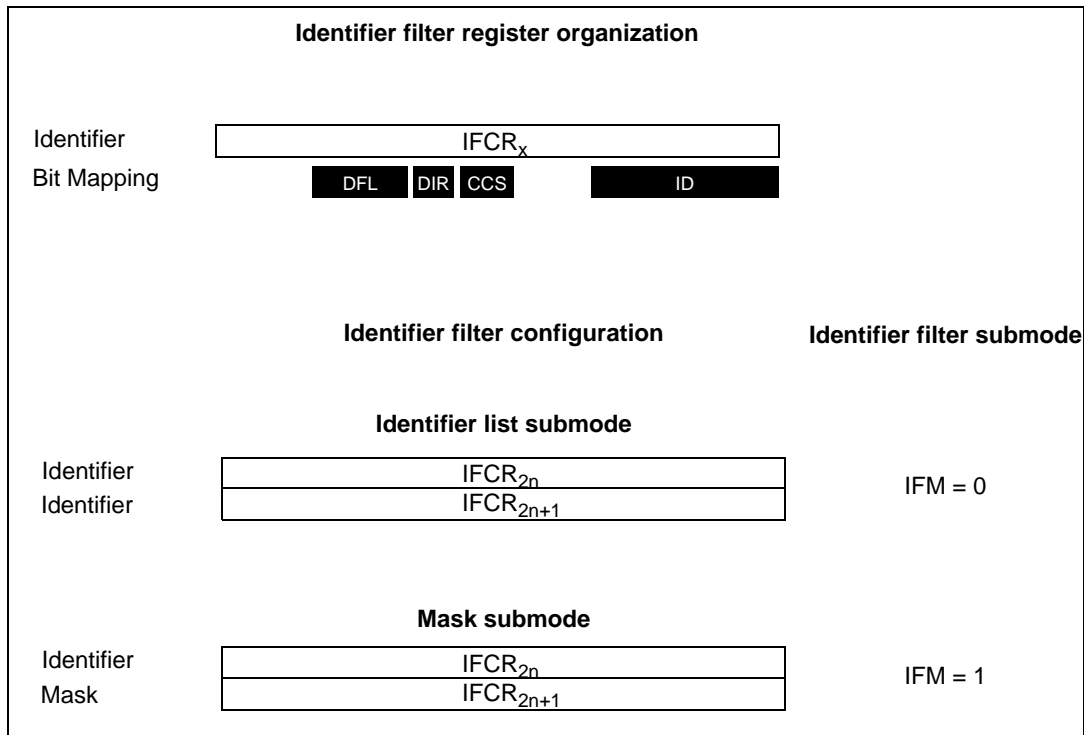 Identifier filter register organization
Identifier IFCRx
Bit Mapping DFL DIR CCS ID
Identifier filter configuration Identifier filter submode
Identifier list submode
Identifier IFCR2n
Identifier IFCR2n+1
IFM = 0
Mask submode
Identifier IFCR2n
Mask IFCR2n+1
IFM = 1